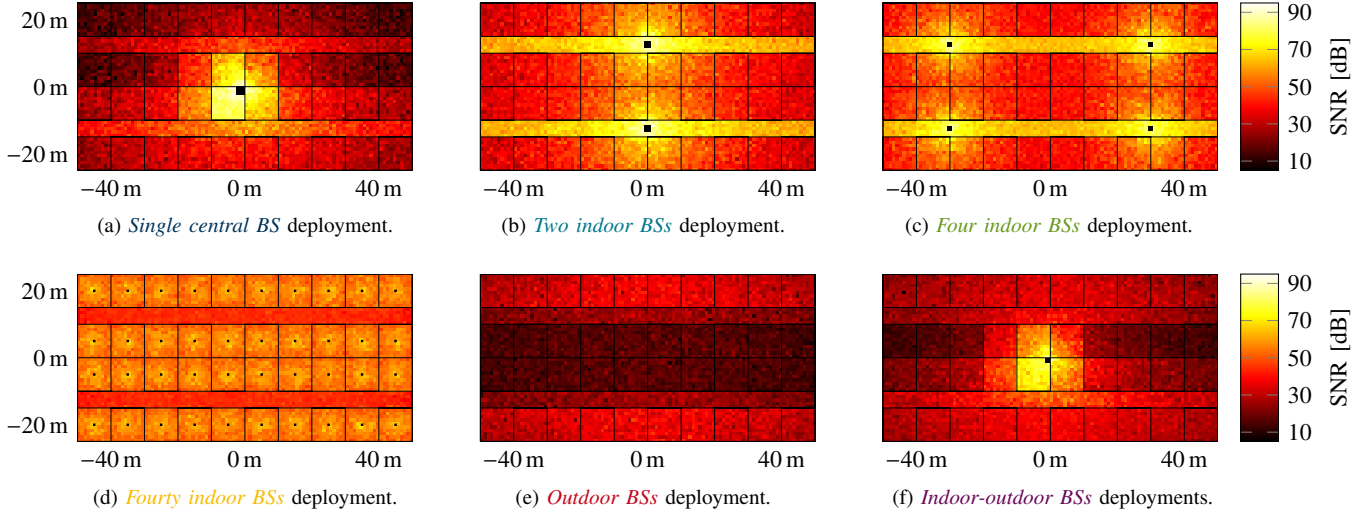 20 m
0 m
−20 m
−40 m 0 m 40 m
−40 m 0 m 40 m
−40 m 0 m 40 m
90
70
50
30
10
SNR [dB]
(a) Single central BS deployment.
(b) Two indoor BSs deployment.
(c) Four indoor BSs deployment.
20 m
0 m
−20 m
−40 m 0 m 40 m
−40 m 0 m 40 m
−40 m 0 m 40 m
90
70
50
30
10
SNR [dB]
(d) Fourty indoor BSs deployment.
(e) Outdoor BSs deployment.
(f) Indoor-outdoor BSs deployments.